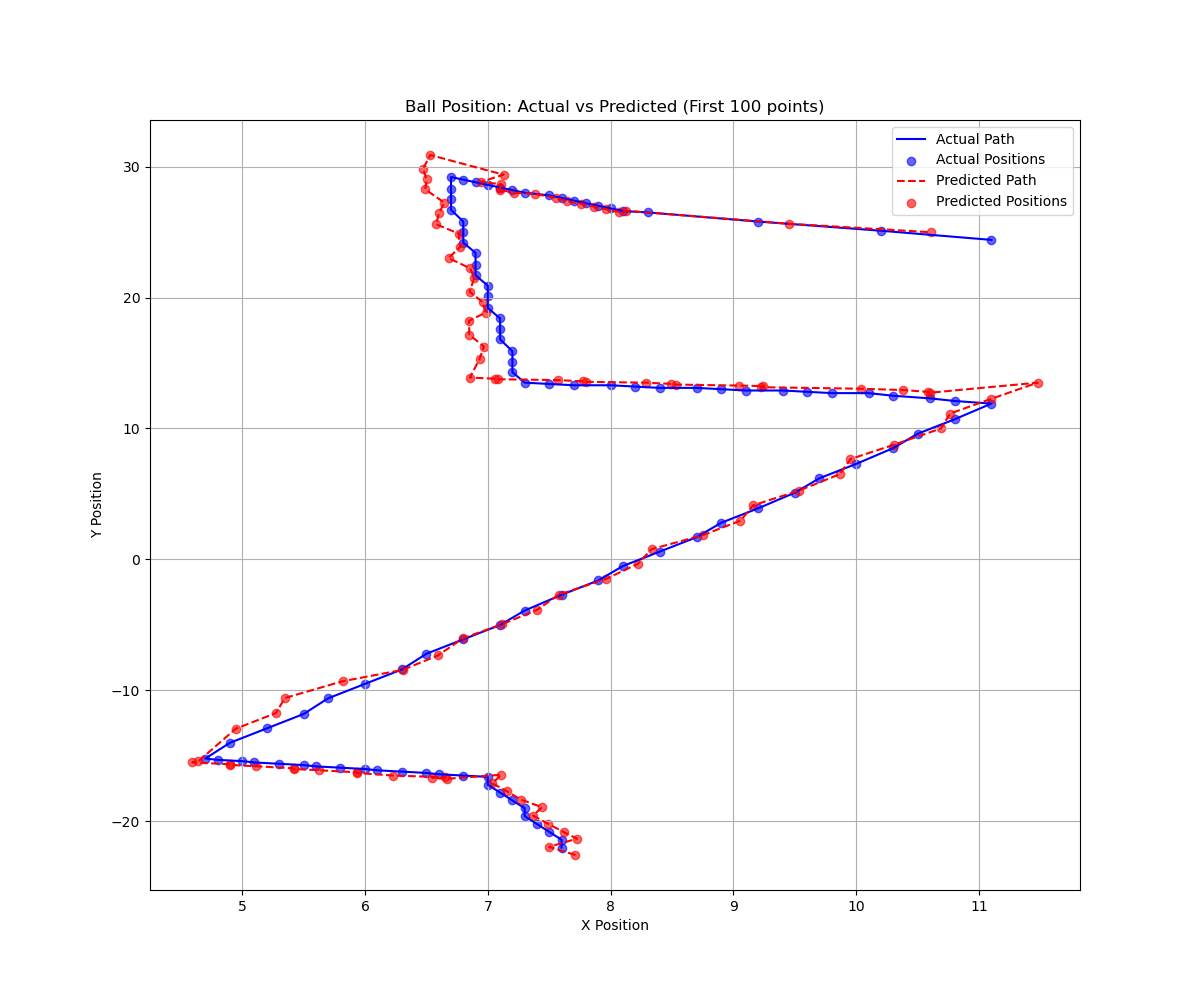 Ball Position: Actual vs Predicted (First 100 points)
Actual Path
Actual Positions
Predicted Path
Predicted Positions
30
20
10
0
−10
−20
Y Position
5
6
7
8
9
10
11
X Position